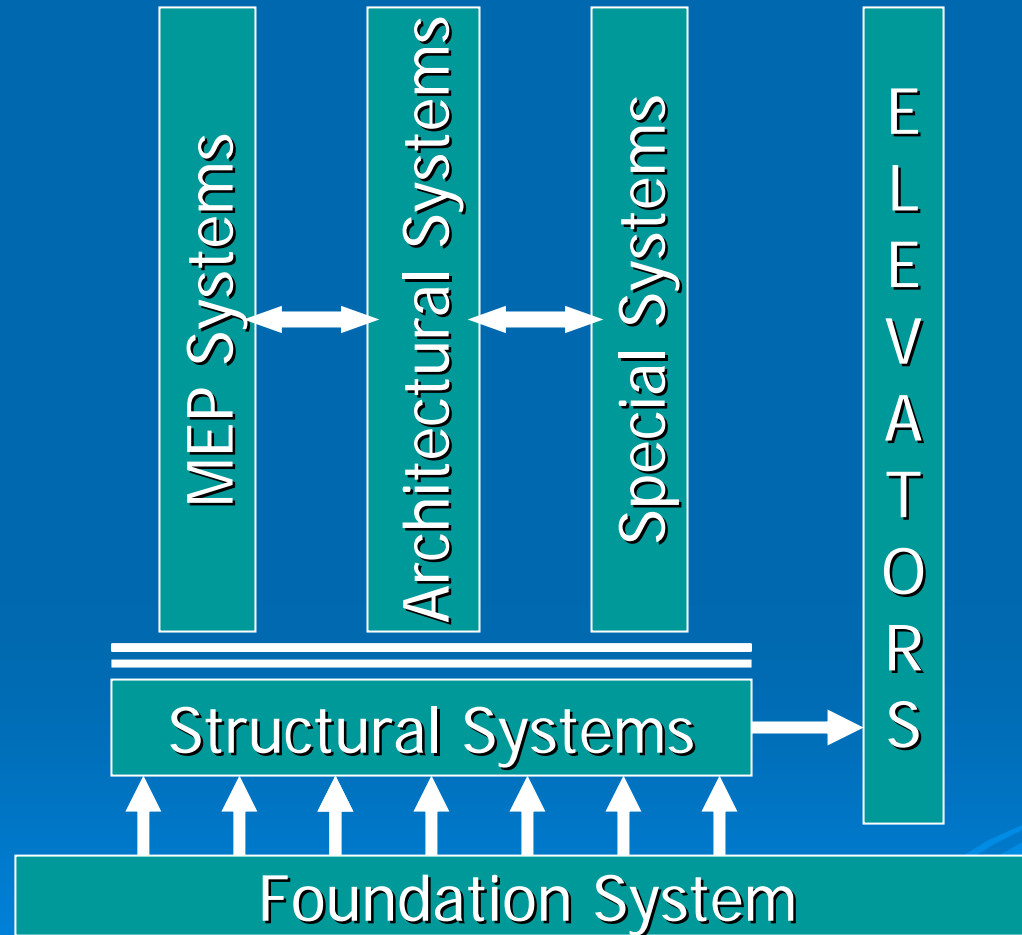 MEP Systems
Architectural Systems
Special Systems
ELEVATORS
Structural Systems
Foundation System